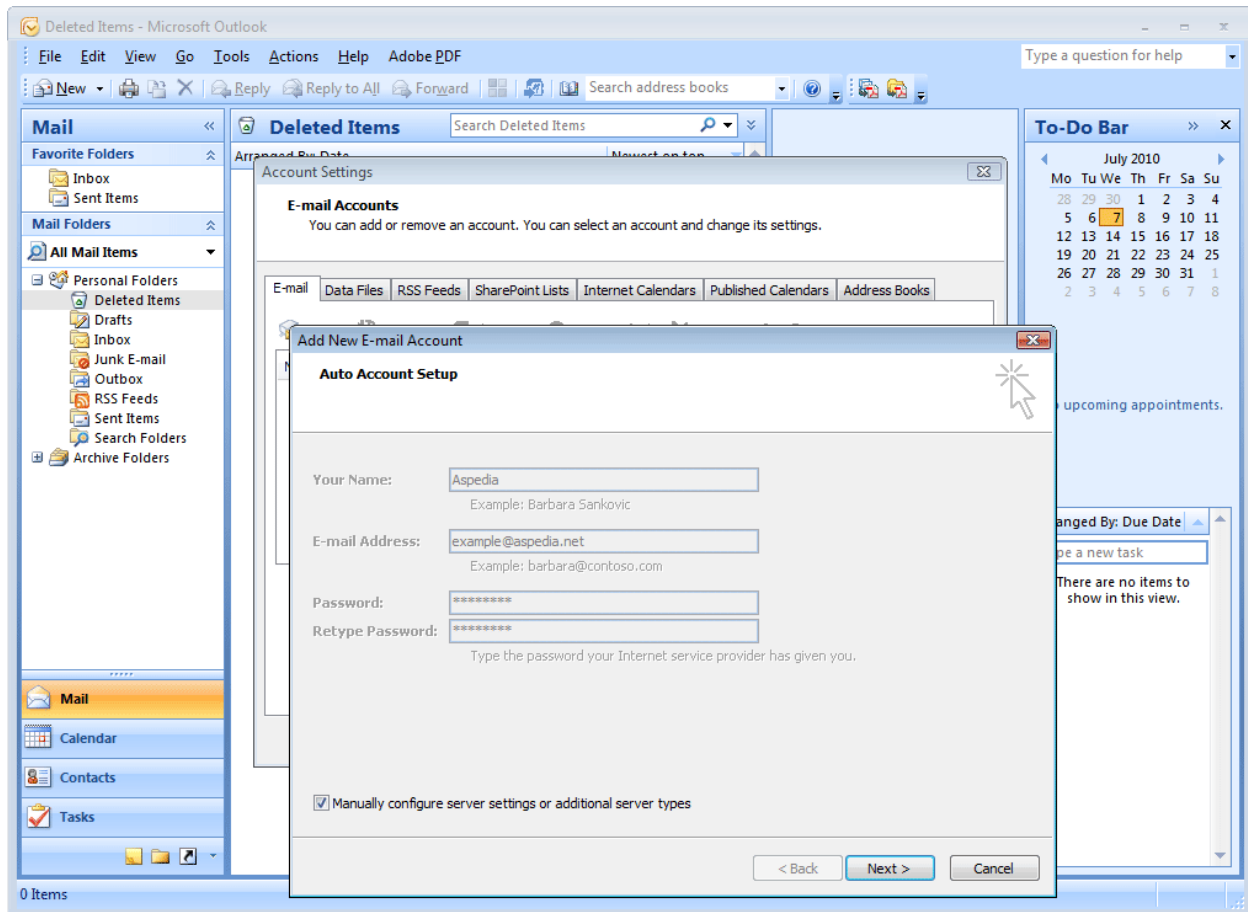 Deleted Items - Microsoft Outlook
File Edit View Go Tools Actions Help Adobe PDF
Type a question for help
New Reply Reply to All Forward Search address books
Mail
Favorite Folders
Inbox
Sent Items
Mail Folders
All Mail Items
Personal Folders
Deleted Items
Drafts
Inbox
Junk E-mail
Outbox
RSS Feeds
Sent Items
Search Folders
Archive Folders
Mail
Calendar
Contacts
Tasks
0 Items
Deleted Items
Search Deleted Items
Arranged By: Date Newest on top
Account Settings
E-mail Accounts
You can add or remove an account. You can select an account and change its settings.
E-mail Data Files RSS Feeds SharePoint Lists Internet Calendars Published Calendars Address Books
Add New E-mail Account
Auto Account Setup
Your Name: Aspedia
Example: Barbara Sankovic
E-mail Address: example@aspedia.net
Example: barbara@contoso.com
Password: ********
Retype Password: ********
Type the password your Internet service provider has given you.
Manually configure server settings or additional server types
< Back Next > Cancel
To-Do Bar
July 2010
Mo Tu We Th Fr Sa Su
28 29 30 1 2 3 4
5 6 7 8 9 10 11
12 13 14 15 16 17 18
19 20 21 22 23 24 25
26 27 28 29 30 31 1
2 3 4 5 6 7 8
upcoming appointments.
anged By: Due Date
pe a new task
There are no items to
show in this view.